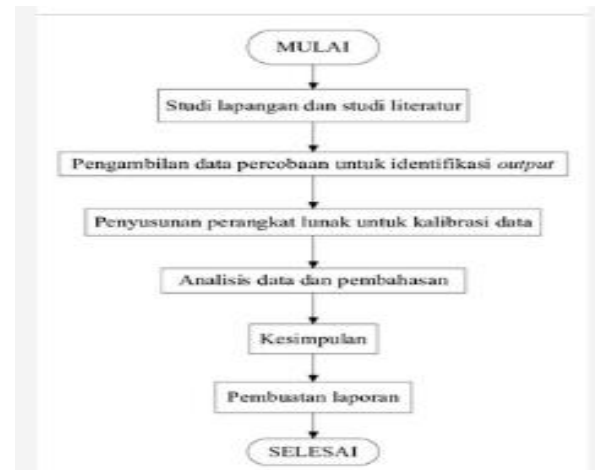 MULAI
Studi lapangan dan studi literatur
Pengambilan data percobaan untuk identifikasi output
Penyusunan perangkat lunak untuk kalibrasi data
Analisis data dan pembahasan
Kesimpulan
Pembuatan laporan
SELESAI